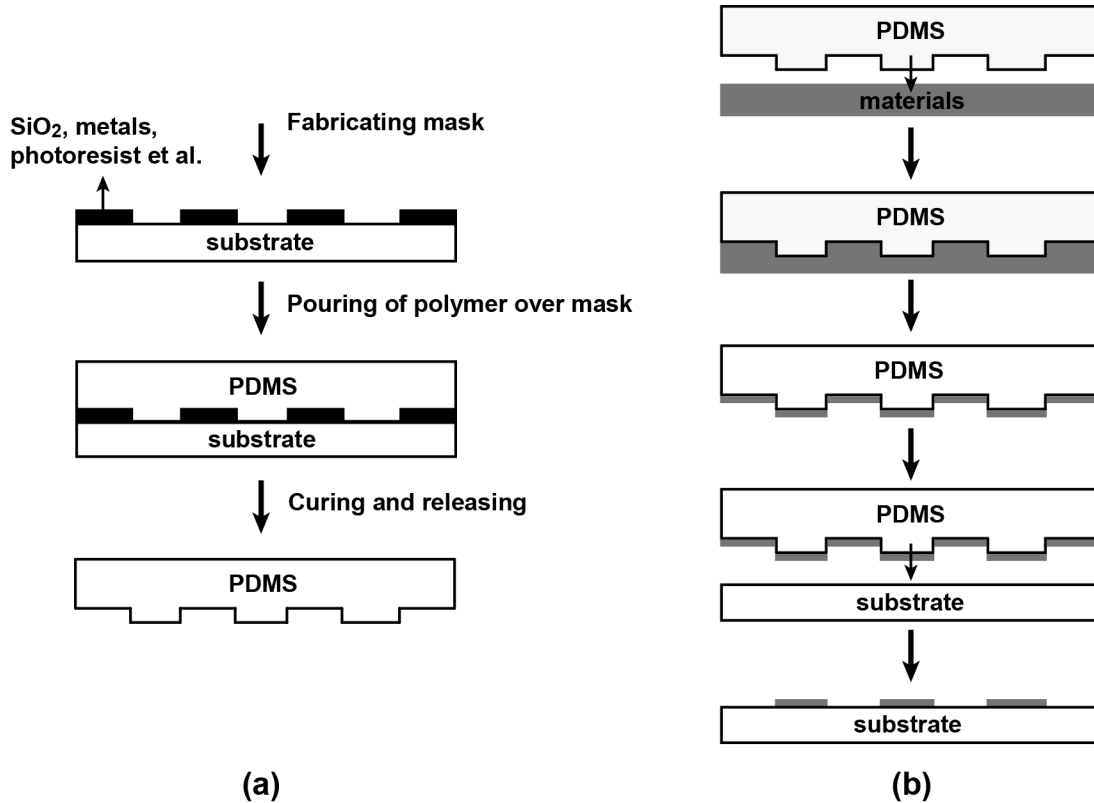 SiO₂, metals,
photoresist et al.
Fabricating mask
substrate
Pouring of polymer over mask
PDMS
substrate
Curing and releasing
PDMS
(a)
PDMS
materials
PDMS
PDMS
PDMS
substrate
substrate
(b)